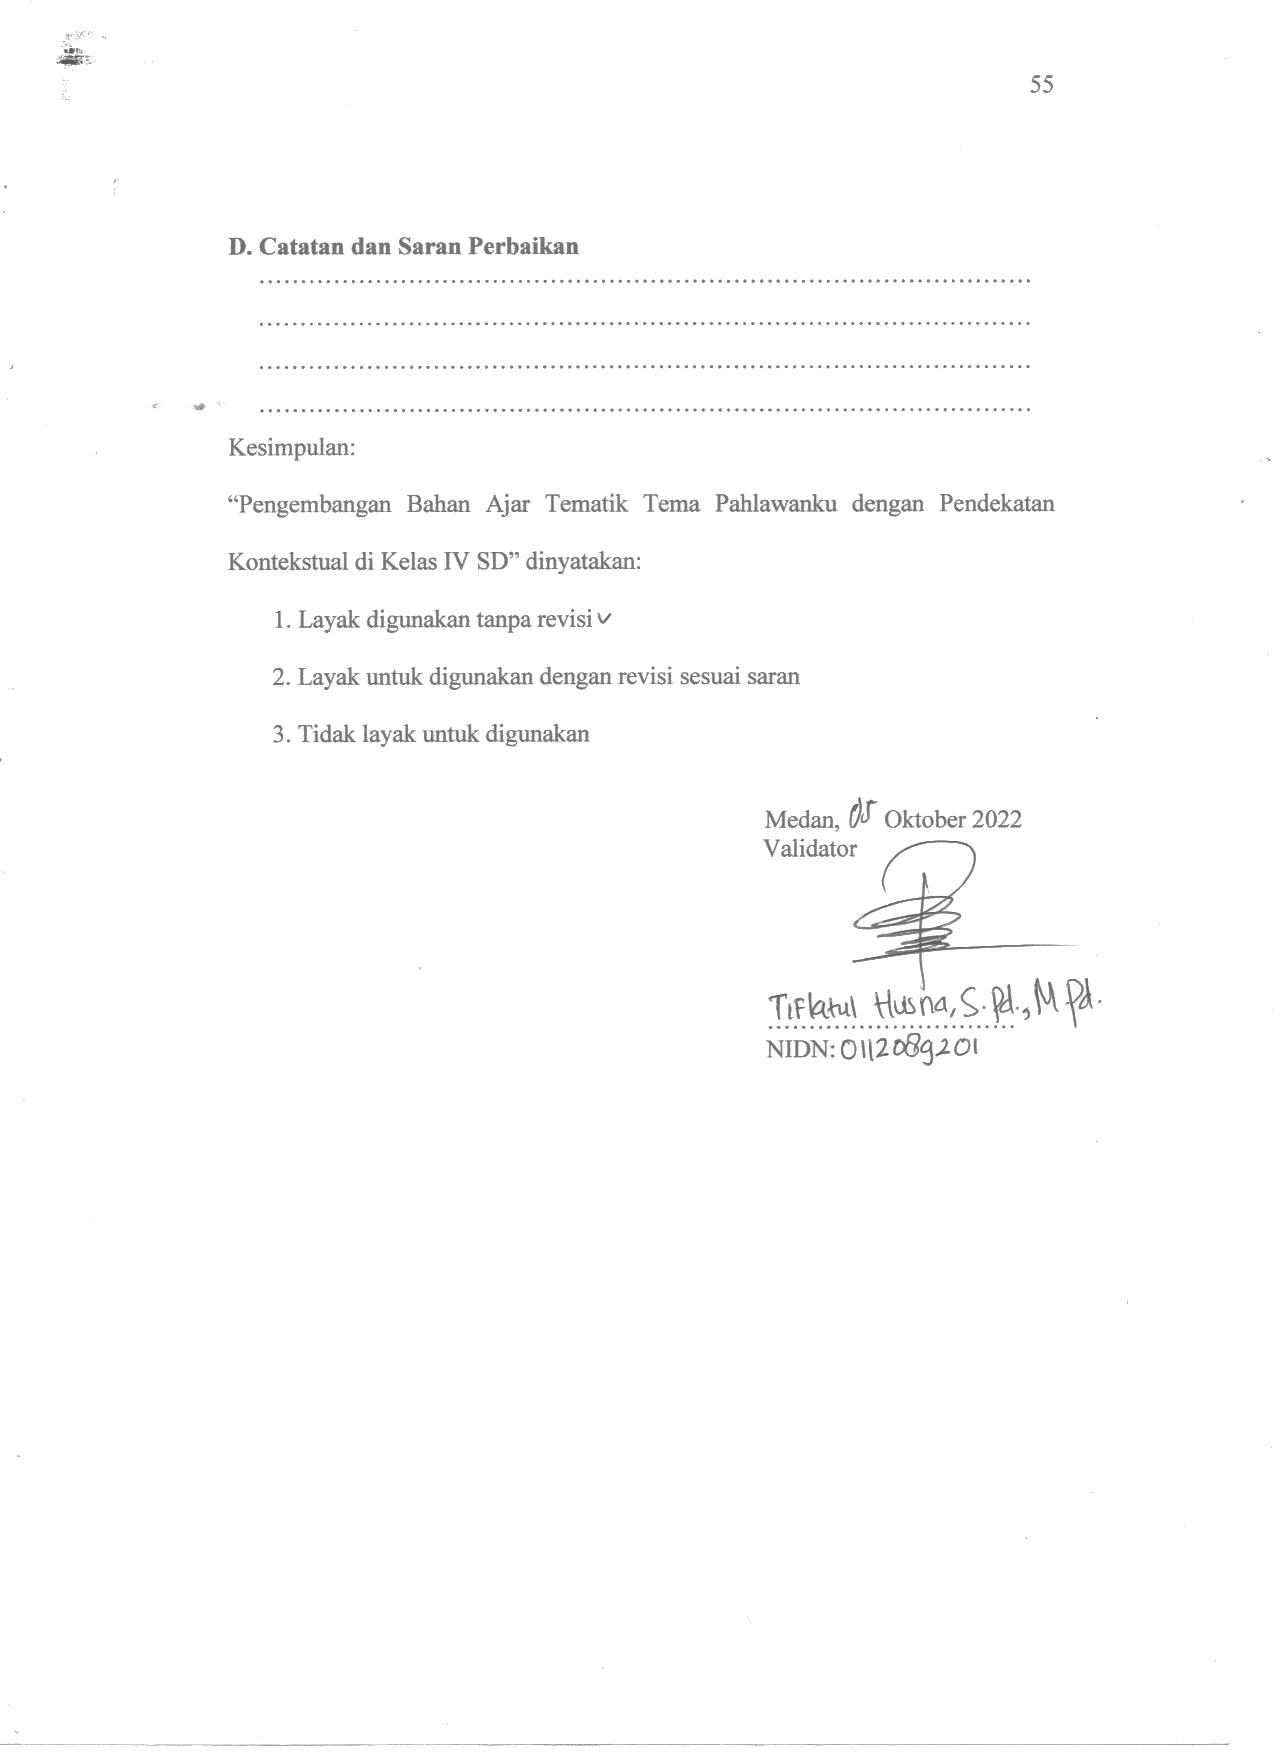 55
D. Catatan dan Saran Perbaikan
..........................................................................................
..........................................................................................
..........................................................................................
..........................................................................................
Kesimpulan:
“Pengembangan Bahan Ajar Tematik Tema Pahlawanku dengan Pendekatan
Kontekstual di Kelas IV SD” dinyatakan:
1. Layak digunakan tanpa revisi ✓
2. Layak untuk digunakan dengan revisi sesuai saran
3. Tidak layak untuk digunakan
Medan, 05 Oktober 2022
Validator
Tiflatul Husna, S.Pd., M.Pd.
NIDN: 0112089201